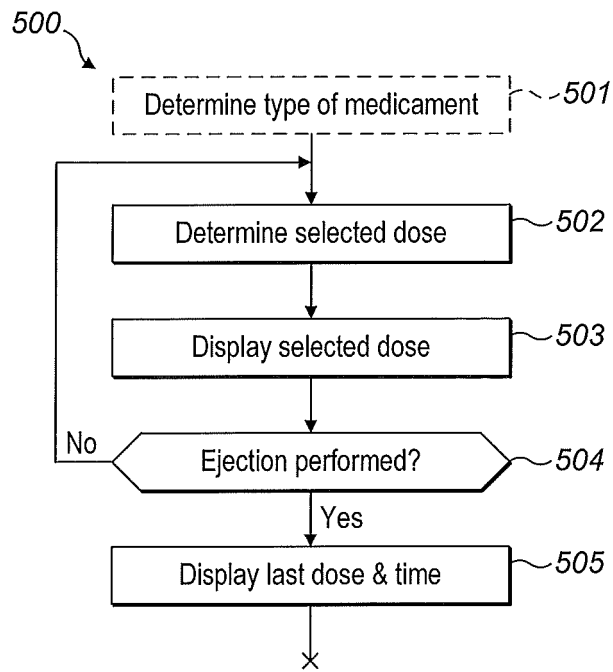 500
Determine type of medicament
501
Determine selected dose
502
Display selected dose
503
No
Ejection performed?
504
Yes
Display last dose & time
505